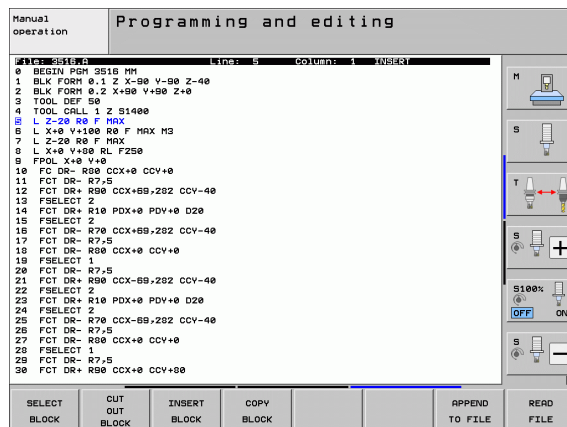 Manual
operation
Programming and editing
File: 3516.A Line: 5 Column: 1 INSERT
0 BEGIN PGM 3516 MM
1 BLK FORM 0.1 Z X-90 Y-90 Z-40
2 BLK FORM 0.2 X+90 Y+90 Z+0
3 TOOL DEF 50
4 TOOL CALL 1 Z S1400
5 L Z-20 R0 F MAX
6 L X+0 Y+100 R0 F MAX M3
7 L Z-20 R0 F MAX
8 L X+0 Y+80 RL F250
9 FPOL X+0 Y+0
10 FC DR- R80 CCX+0 CCY+0
11 FCT DR- R7,5
12 FCT DR+ R90 CCX+69,282 CCY-40
13 FSELECT 2
14 FCT DR+ R10 PDX+0 PDY+0 D20
15 FSELECT 2
16 FCT DR- R70 CCX+69,282 CCY-40
17 FCT DR- R7,5
18 FCT DR- R80 CCX+0 CCY+0
19 FSELECT 1
20 FCT DR- R7,5
21 FCT DR+ R90 CCX-69,282 CCY-40
22 FSELECT 2
23 FCT DR+ R10 PDX+0 PDY+0 D20
24 FSELECT 2
25 FCT DR- R70 CCX-69,282 CCY-40
26 FCT DR- R7,5
27 FCT DR- R80 CCX+0 CCY+0
28 FSELECT 1
29 FCT DR- R7,5
30 FCT DR+ R90 CCX+0 CCY+80
M
S
T
S
+
S100%
OFF ON
S
-
SELECT
BLOCK
CUT
OUT
BLOCK
INSERT
BLOCK
COPY
BLOCK
APPEND
TO FILE
READ
FILE